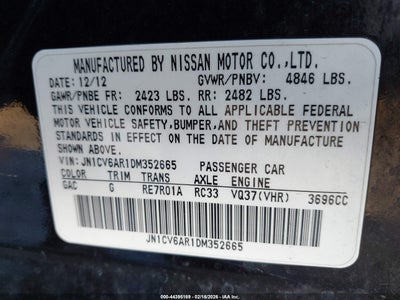 MANUFACTURED BY NISSAN MOTOR CO.,LTD.
DATE: 12/12 GVWR/PNBV: 4846 LBS.
GAWR/PNBE FR: 2423 LBS. RR: 2482 LBS.
THIS VEHICLE CONFORMS TO ALL APPLICABLE FEDERAL
MOTOR VEHICLE SAFETY, BUMPER, AND THEFT PREVENTION
STANDARDS IN EFFECT ON THE DATE OF MANUFACTURE
SHOWN ABOVE.
VIN: JN1CV6AR1DM352665 PASSENGER CAR
COLOR TRIM TRANS AXLE ENGINE
GAC G RE7R01A RC33 VQ37(VHR) 3696CC
JN1CV6AR1DM352665
000-44395169 02/18/2026 - IAAI.COM